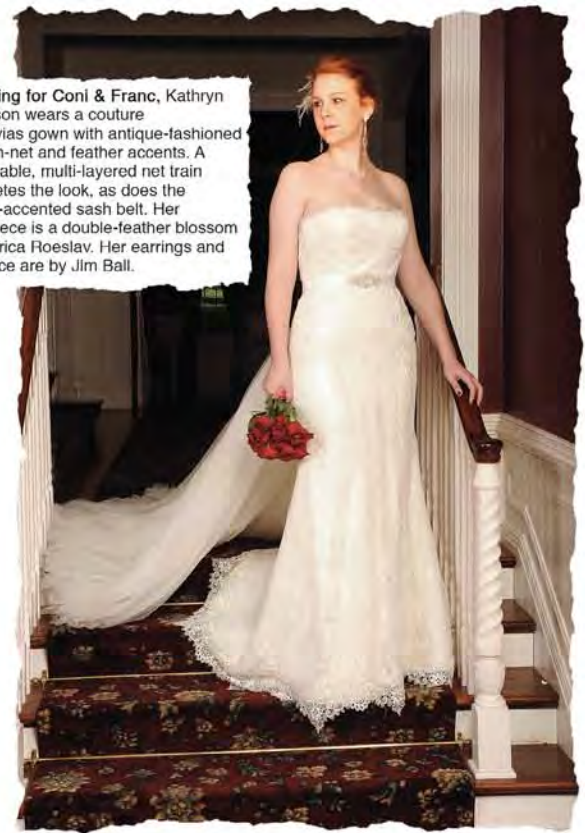 ing for Coni & Franc, Kathryn
son wears a couture
vias gown with antique-fashioned
n-net and feather accents. A
able, multi-layered net train
etes the look, as does the
-accented sash belt. Her
ece is a double-feather blossom
rica Roeslav. Her earrings and
ce are by Jim Ball.